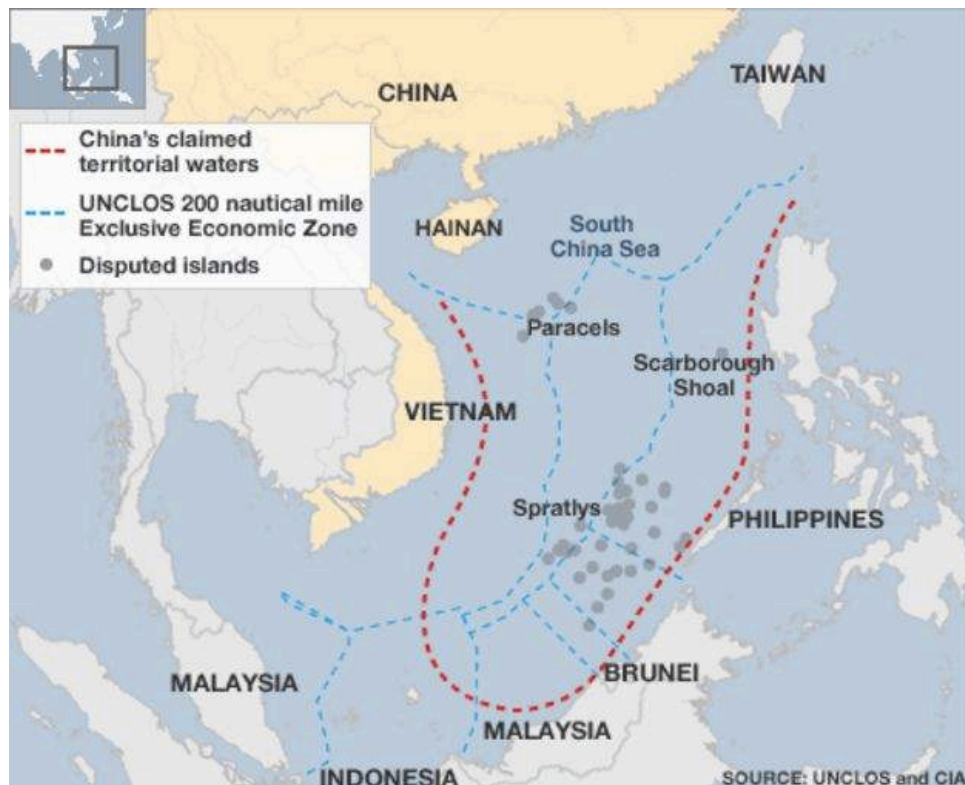 TAIWAN
CHINA
China's claimed
territorial waters
UNCLOS 200 nautical mile
Exclusive Economic Zone
Disputed islands
HAINAN
South
China Sea
Paracels
Scarborough
Shoal
VIETNAM
Spratlys
PHILIPPINES
MALAYSIA
BRUNEI
MALAYSIA
INDONESIA
SOURCE: UNCLOS and CIA